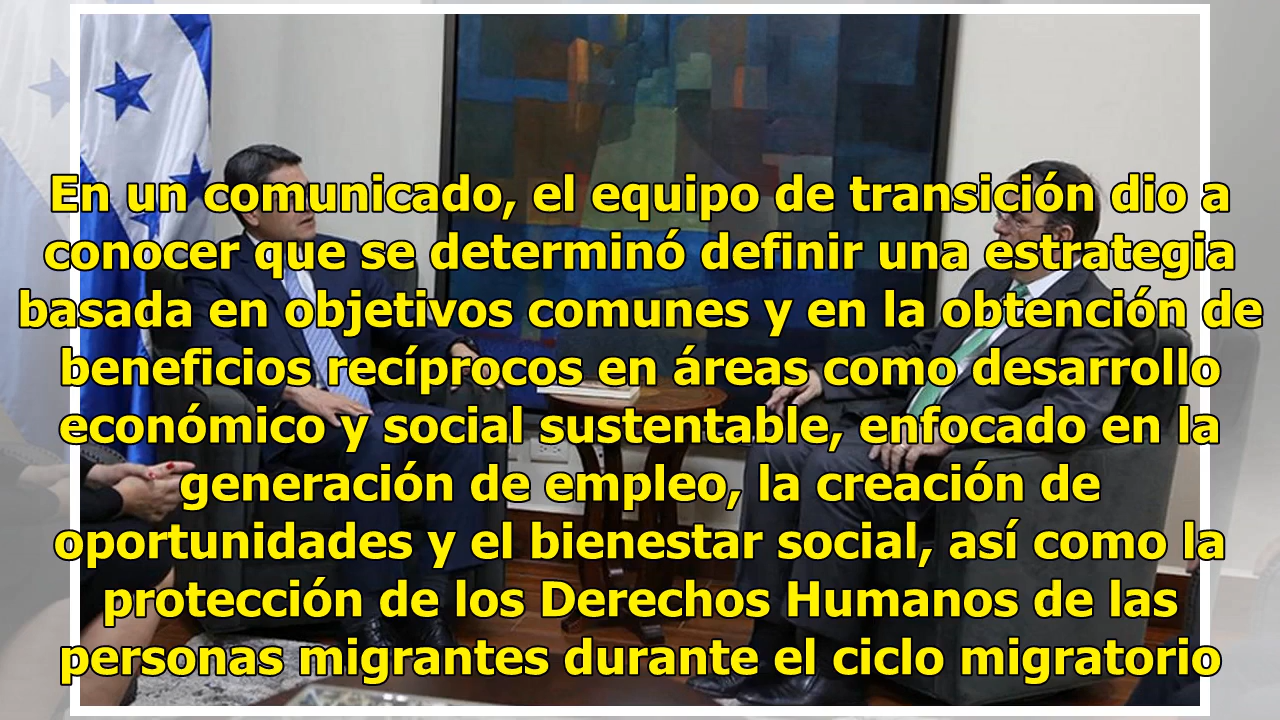 En un comunicado, el equipo de transición dio a
conocer que se determinó definir una estrategia
basada en objetivos comunes y en la obtención de
beneficios recíprocos en áreas como desarrollo
económico y social sustentable, enfocado en la
generación de empleo, la creación de
oportunidades y el bienestar social, así como la
protección de los Derechos Humanos de las
personas migrantes durante el ciclo migratorio